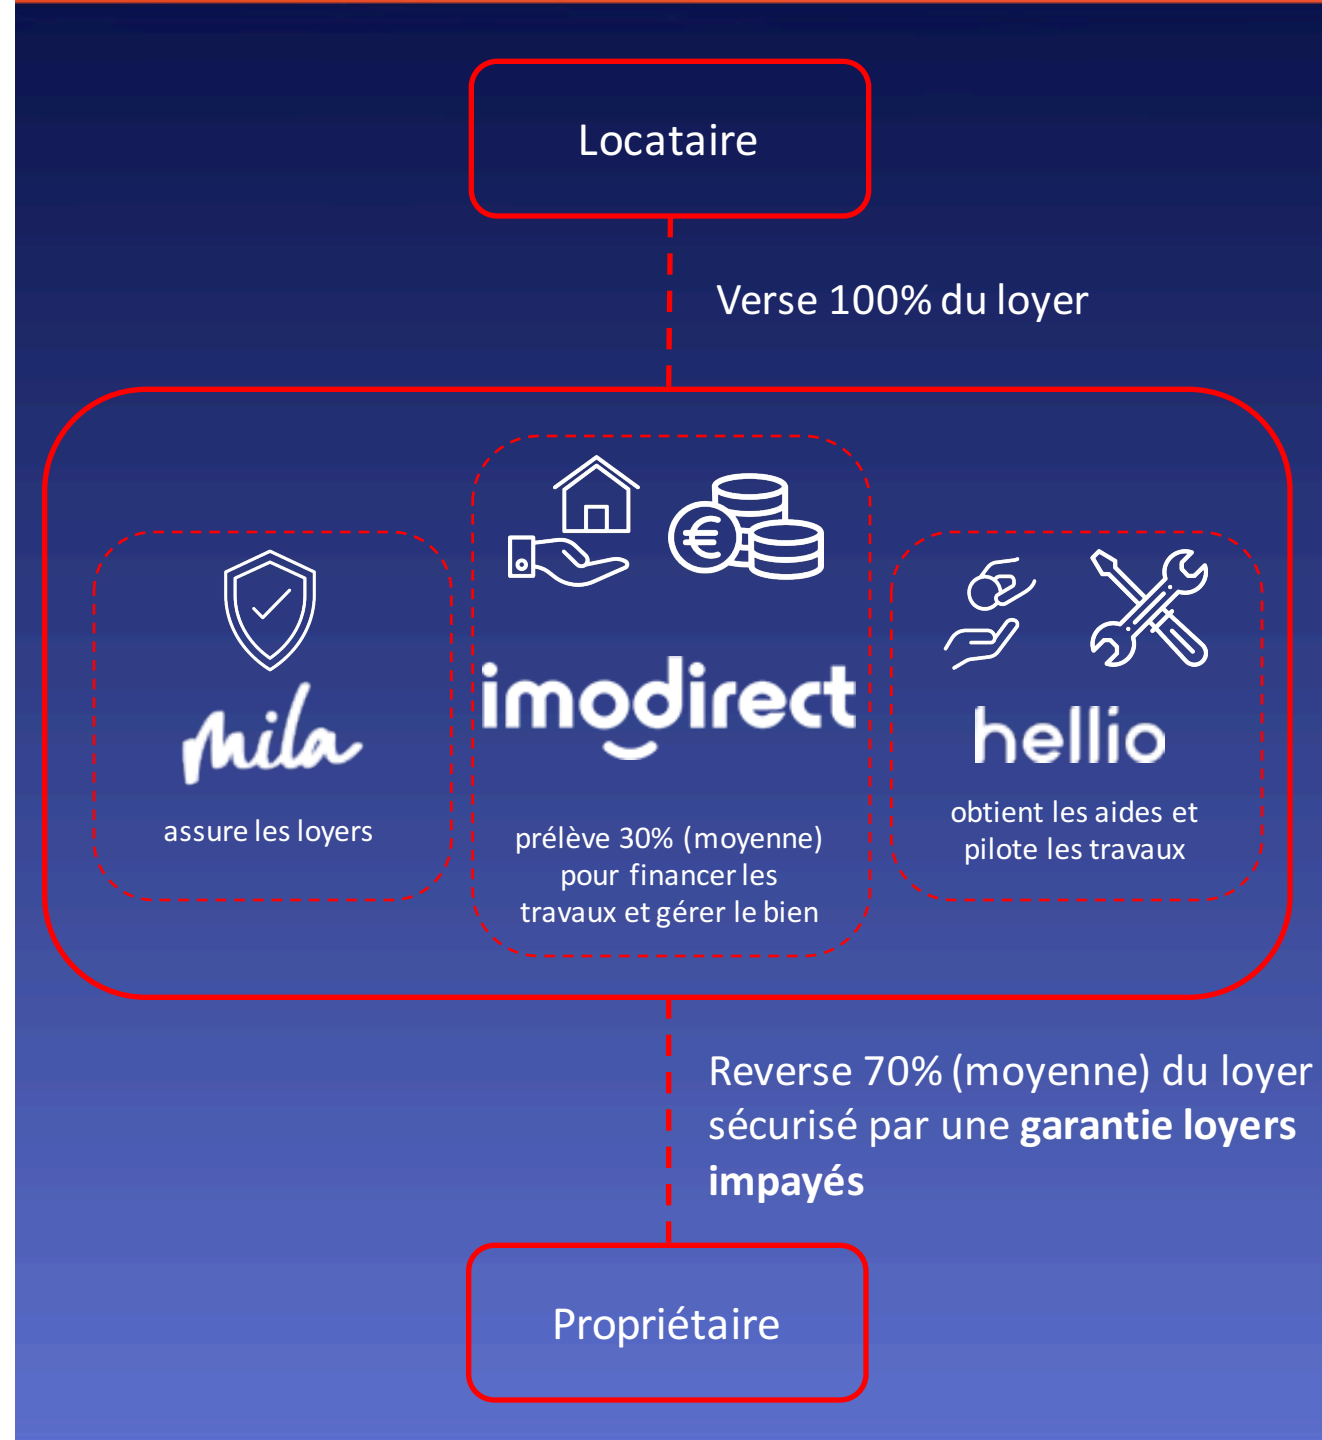 Locataire
Verse 100% du loyer
mila
assure les loyers
imodirect
prélève 30% (moyenne)
pour financer les
travaux et gérer le bien
hellio
obtient les aides et
pilote les travaux
Reverse 70% (moyenne) du loyer
sécurisé par une garantie loyers
impayés
Propriétaire